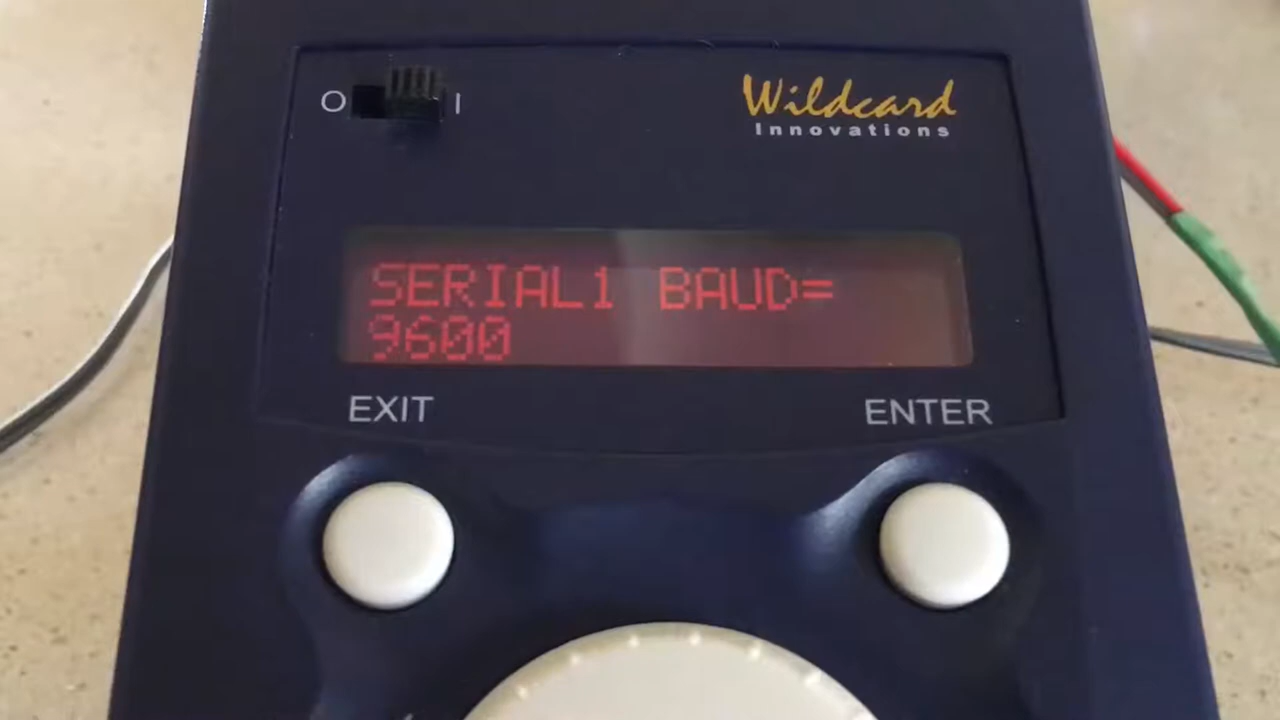 O I
Wildcard
Innovations
SERIAL1 BAUD=
9600
EXIT ENTER